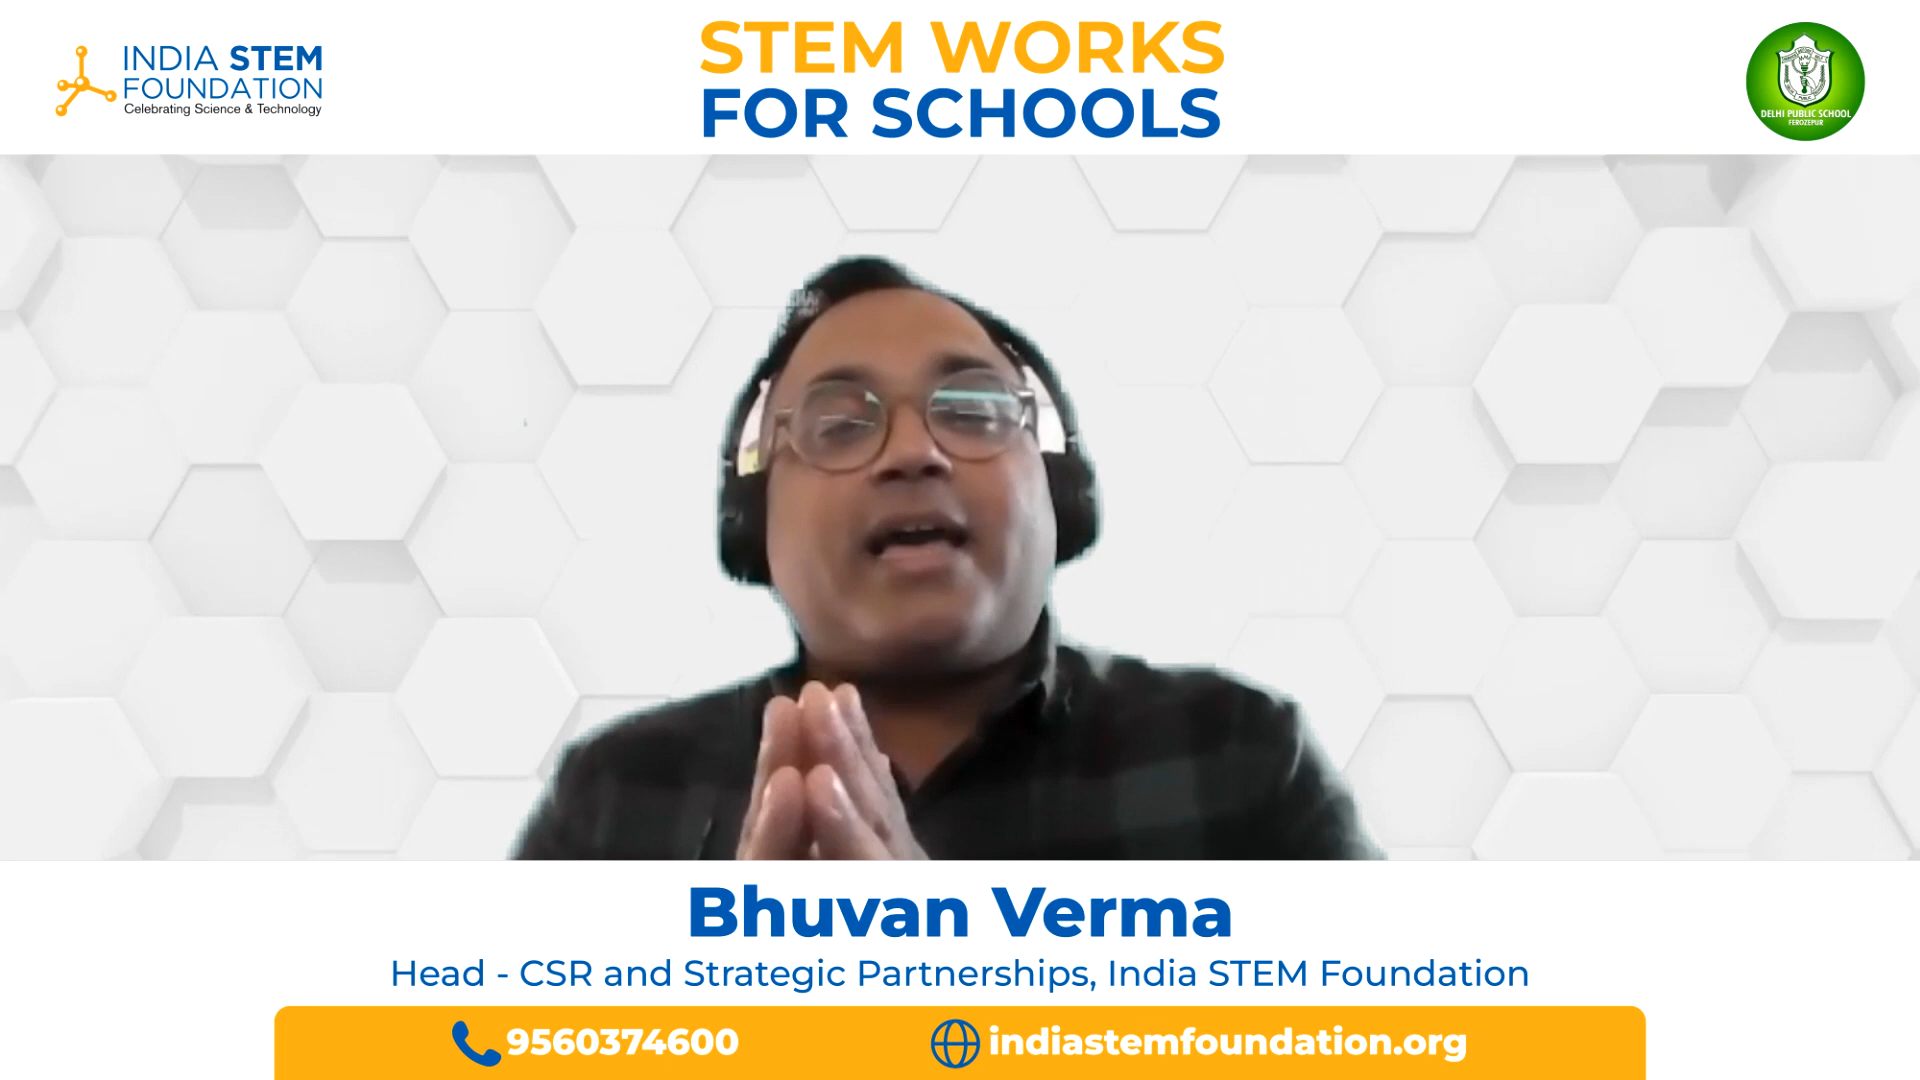 INDIA STEM
FOUNDATION
Celebrating Science & Technology
STEM WORKS
FOR SCHOOLS
DELHI PUBLIC SCHOOL
FEROZEPUR
Bhuvan Verma
Head - CSR and Strategic Partnerships, India STEM Foundation
9560374600
indiastemfoundation.org